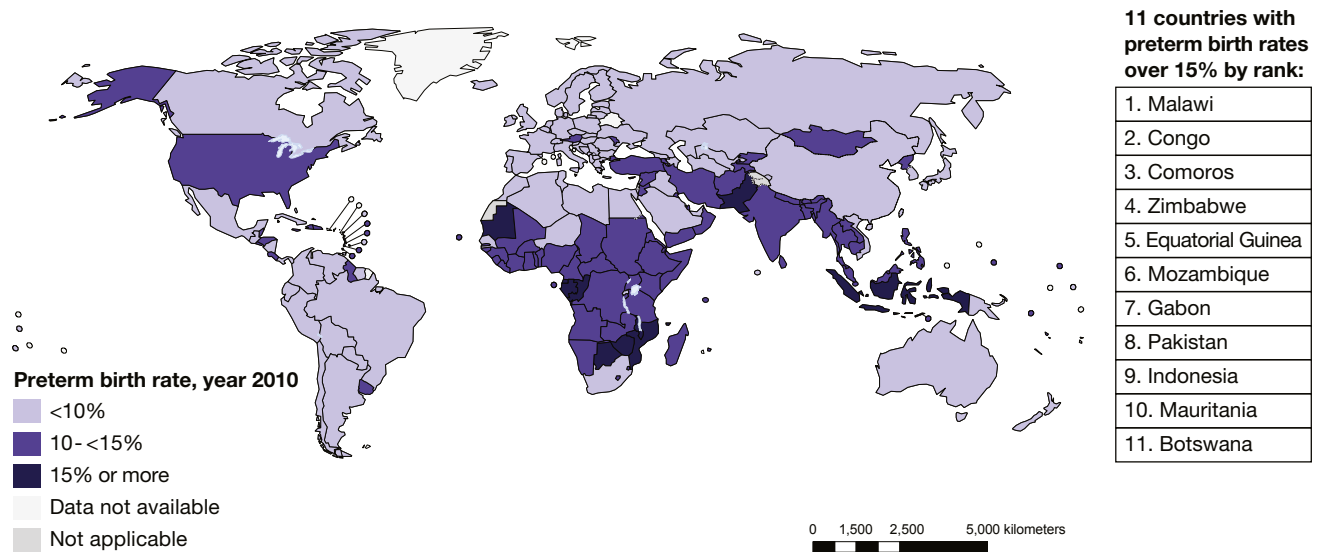 11 countries with
preterm birth rates
over 15% by rank:
1. Malawi
2. Congo
3. Comoros
4. Zimbabwe
5. Equatorial Guinea
6. Mozambique
7. Gabon
8. Pakistan
9. Indonesia
10. Mauritania
11. Botswana
Preterm birth rate, year 2010
<10%
10- <15%
15% or more
Data not available
Not applicable
0 1,500 2,500 5,000 kilometers